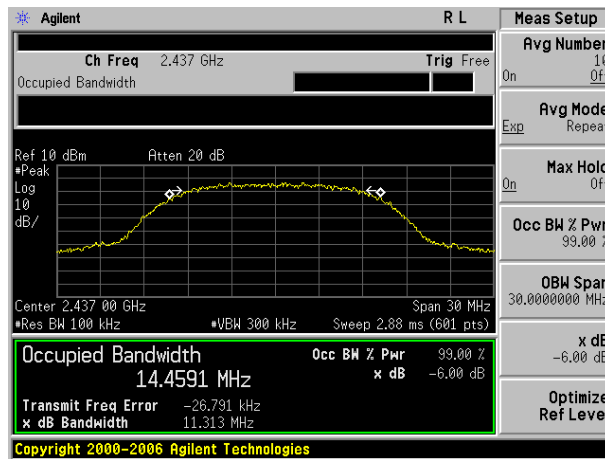 Agilent R L Meas Setup
Avg Number
10
On Off
Ch Freq 2.437 GHz Trig Free
Occupied Bandwidth
Avg Mode
Exp Repeat
Ref 10 dBm Atten 20 dB
#Peak
Log
10
dB/
Max Hold
On Off
Occ BW % Pwr
99.00 %
OBW Span
30.0000000 MHz
Center 2.437 00 GHz Span 30 MHz
#Res BW 100 kHz #VBW 300 kHz Sweep 2.88 ms (601 pts)
x dB
-6.00 dB
Occupied Bandwidth Occ BW % Pwr 99.00 %
14.4591 MHz x dB -6.00 dB
Transmit Freq Error -26.791 kHz
x dB Bandwidth 11.313 MHz
Optimize
Ref Level
Copyright 2000-2006 Agilent Technologies